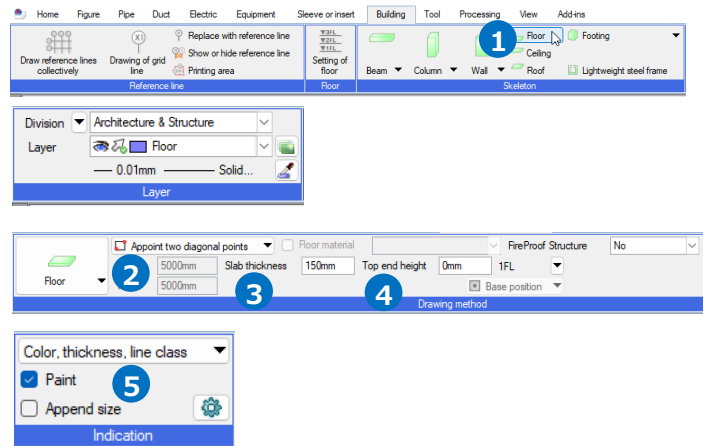 Home Figure Pipe Duct Electric Equipment Sleeve or insert Building Tool Processing View Add-ins
Draw reference lines collectively
Drawing of grid line
Replace with reference line
Show or hide reference line
Printing area
Reference line
Setting of floor
Floor
Beam Column Wall
1
Floor
Ceiling
Roof
Footing
Lightweight steel frame
Skeleton
Division Architecture & Structure
Layer Floor
0.01mm Solid...
Layer
Floor
Appoint two diagonal points Floor material FireProof Structure No
2 5000mm Slab thickness 150mm Top end height 0mm 1FL
5000mm 3 4 Base position
Drawing method
Color, thickness, line class
Paint
5
Append size
Indication